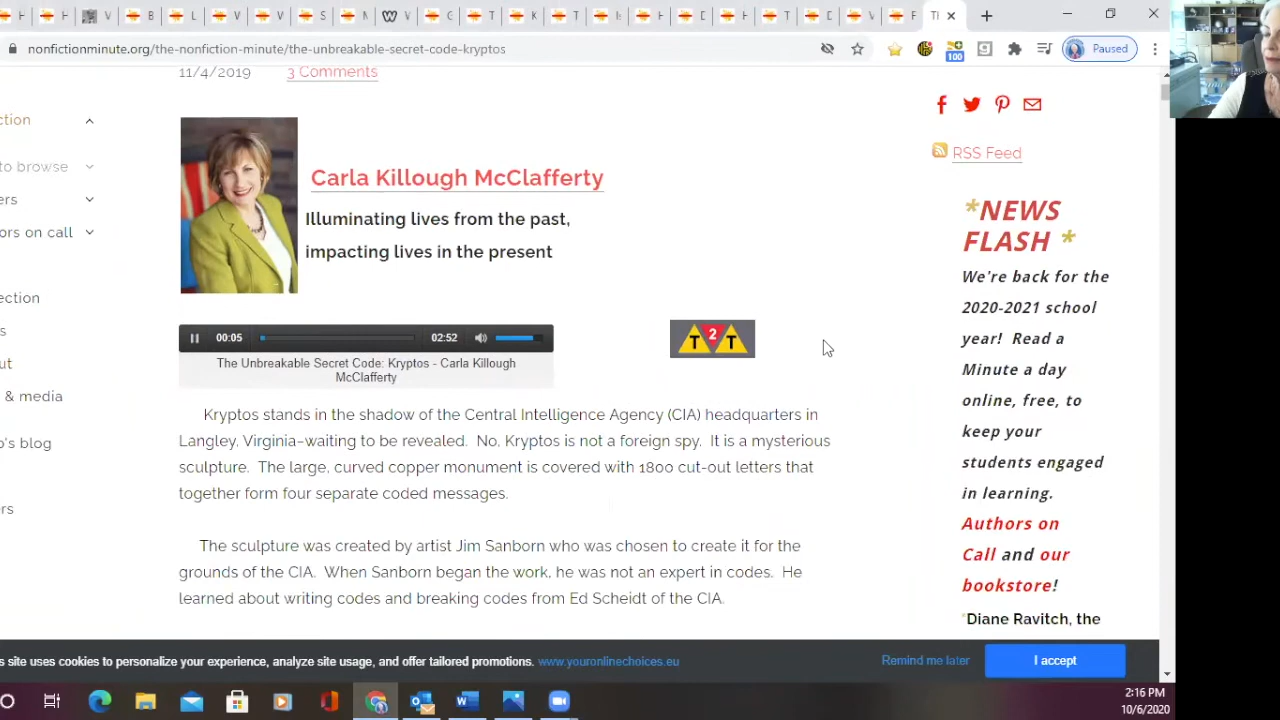 H
B
V
V
V
S
N
G
T
K
T
Is
H
D
H
T
D
V
F
Tl
nonfictionminute.org/the-nonfiction-minute/the-unbreakable-secret-code-kryptos
100
Paused
11/4/2019 3 Comments
ction
to browse
ers
ors on call
ection
s
ut
& media
o's blog
ers
Carla Killough McClafferty
Illuminating lives from the past,
impacting lives in the present
00:05 02:52
The Unbreakable Secret Code: Kryptos - Carla Killough
McClafferty
T 2 T
Kryptos stands in the shadow of the Central Intelligence Agency (CIA) headquarters in
Langley, Virginia–waiting to be revealed. No, Kryptos is not a foreign spy. It is a mysterious
sculpture. The large, curved copper monument is covered with 1800 cut-out letters that
together form four separate coded messages.
The sculpture was created by artist Jim Sanborn who was chosen to create it for the
grounds of the CIA. When Sanborn began the work, he was not an expert in codes. He
learned about writing codes and breaking codes from Ed Scheidt of the CIA.
RSS Feed
*NEWS
FLASH *
We're back for the
2020-2021 school
year! Read a
Minute a day
online, free, to
keep your
students engaged
in learning.
Authors on
Call and our
bookstore!
*Diane Ravitch, the
s site uses cookies to personalize your experience, analyze site usage, and offer tailored promotions. www.youronlinechoices.eu
Remind me later
I accept
2:16 PM
10/6/2020